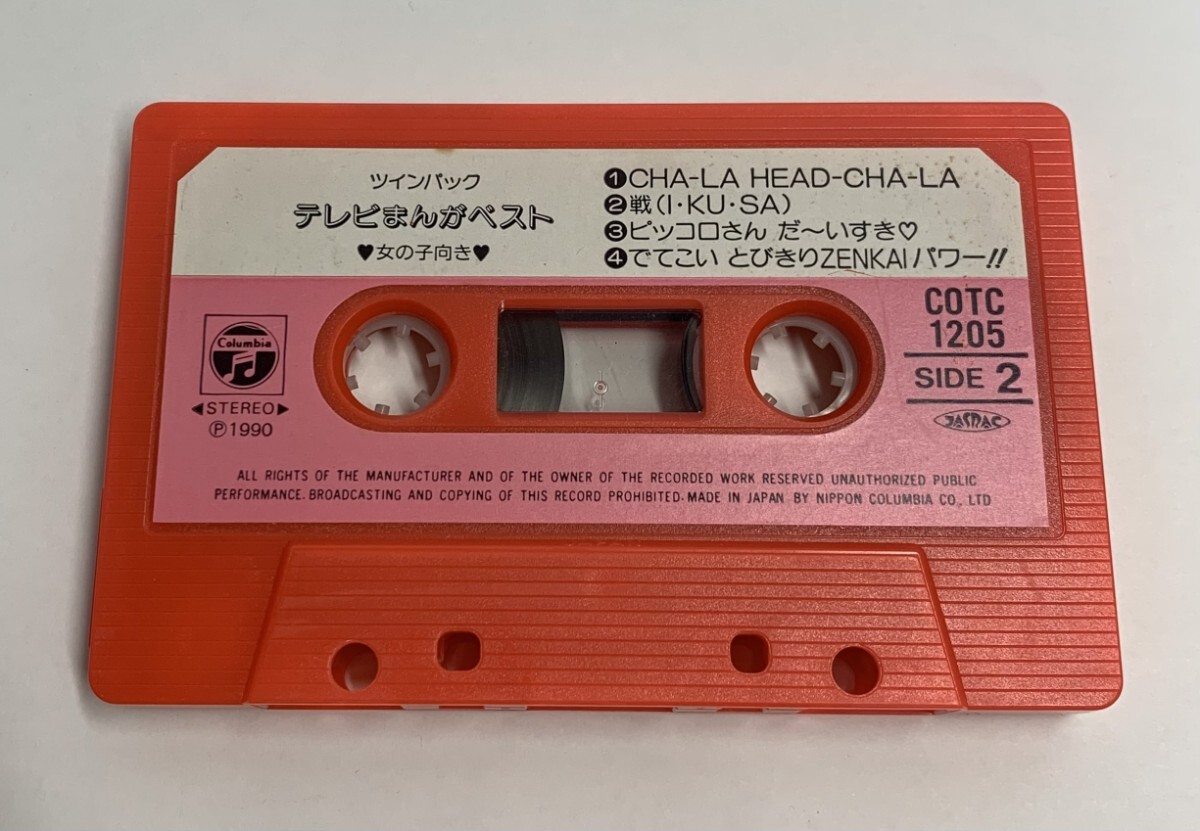 ツインパック
テレビまんがベスト
♥女の子向き♥
❶CHA-LA HEAD-CHA-LA
❷戦(I・KU・SA)
❸ピッコロさん だ〜いすき♡
❹でてこい とびきりZENKAIパワー!!
Columbia
◀STEREO▶
Ⓟ1990
COTC
1205
SIDE 2
JASRAC
ALL RIGHTS OF THE MANUFACTURER AND OF THE OWNER OF THE RECORDED WORK RESERVED UNAUTHORIZED PUBLIC
PERFORMANCE. BROADCASTING AND COPYING OF THIS RECORD PROHIBITED. MADE IN JAPAN BY NIPPON COLUMBIA CO., LTD